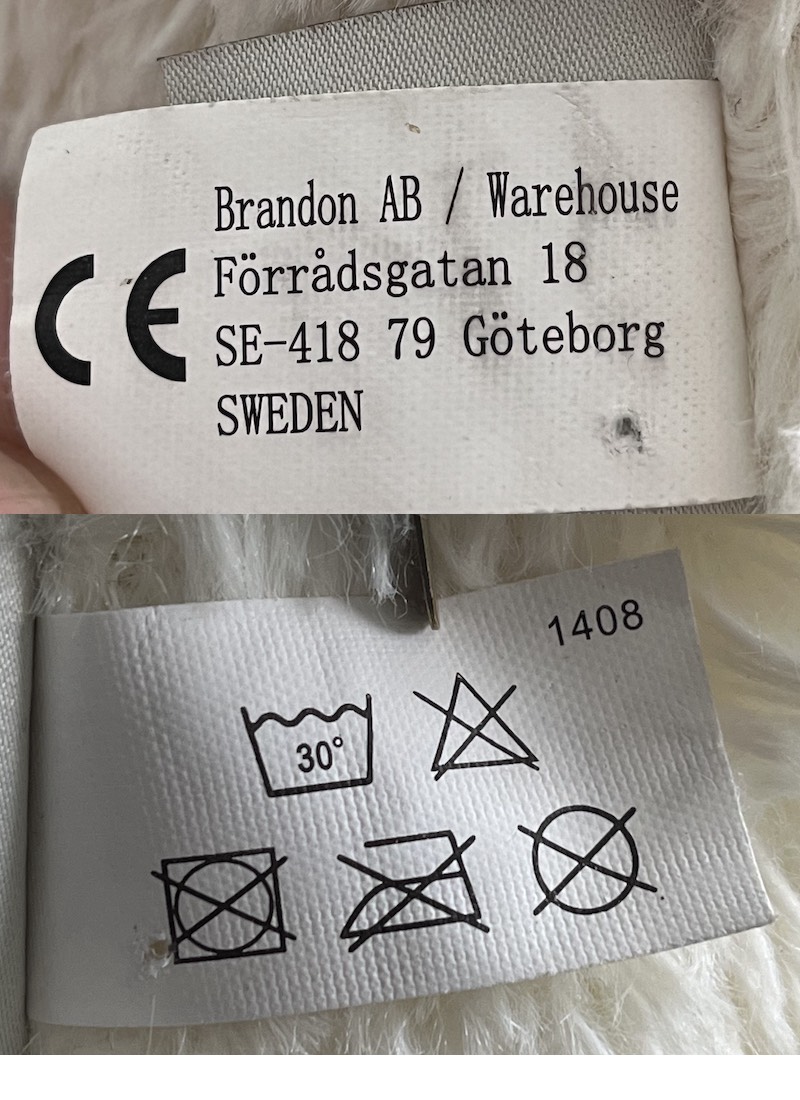 CE
Brandon AB / Warehouse
Förrådsgatan 18
SE-418 79 Göteborg
SWEDEN
1408
30°